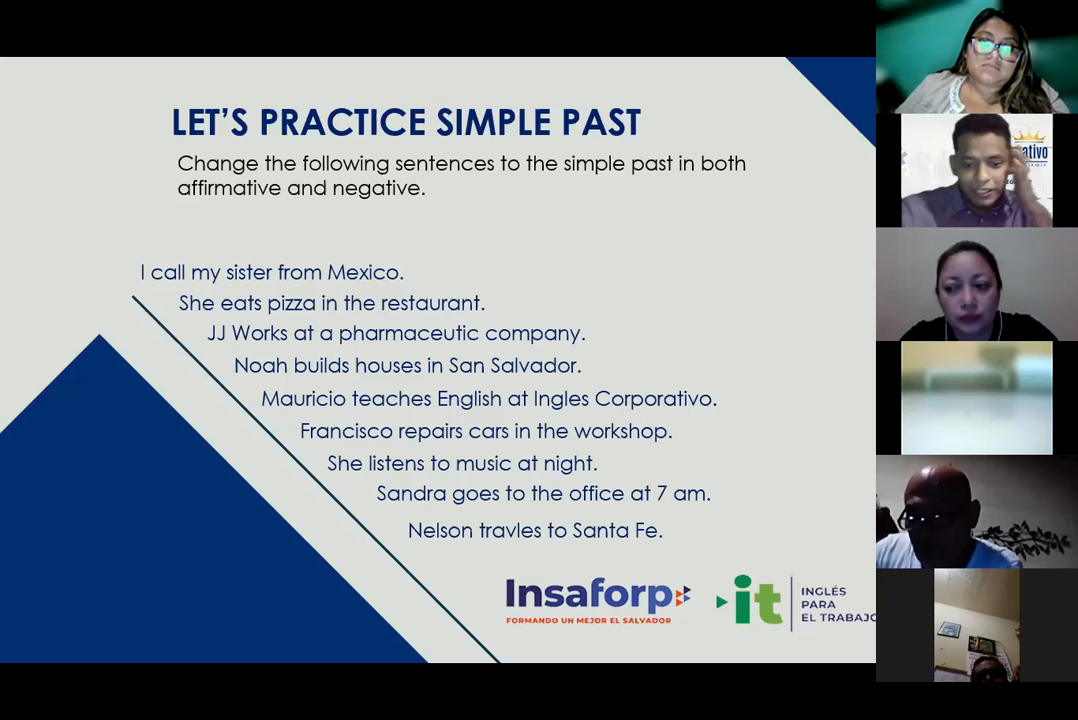 LET'S PRACTICE SIMPLE PAST
Change the following sentences to the simple past in both
affirmative and negative.
I call my sister from Mexico.
She eats pizza in the restaurant.
JJ Works at a pharmaceutic company.
Noah builds houses in San Salvador.
Mauricio teaches English at Ingles Corporativo.
Francisco repairs cars in the workshop.
She listens to music at night.
Sandra goes to the office at 7 am.
Nelson travles to Santa Fe.
Insaforp
FORMANDO UN MEJOR EL SALVADOR
it
INGLÉS
PARA
EL TRABAJO
ativo